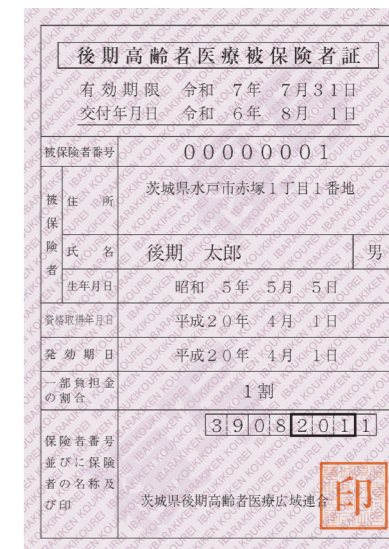 後期高齢者医療被保険者証
有効期限 令和 7年 7月31日
交付年月日 令和 6年 8月 1日
被保険者番号 00000001
被保険者
住所 茨城県水戸市赤塚1丁目1番地
氏名 後期 太郎 男
生年月日 昭和 5年 5月 5日
資格取得年月日 平成20年 4月 1日
発効期日 平成20年 4月 1日
一部負担金の割合 1割
保険者番号並びに保険者の名称及び印
39082011
茨城県後期高齢者医療広域連合
印